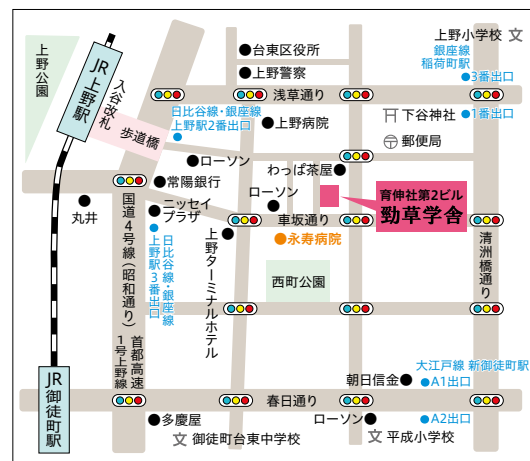 上野公園
JR上野駅
入谷改札
歩道橋
台東区役所
上野警察
浅草通り
日比谷線・銀座線
上野駅2番出口
上野病院
上野小学校 文
銀座線
稲荷町駅
3番出口
1番出口
下谷神社
郵便局
ローソン
わっぱ茶屋
常陽銀行
ローソン
育伸社第2ビル
勁草学舎
丸井
国道4号線(昭和通り)
ニッセイ
プラザ
車坂通り
永寿病院
日比谷線・銀座線
上野駅3番出口
上野ターミナルホテル
西町公園
清洲橋通り
首都高速
1号上野線
大江戸線 新御徒町駅
朝日信金
A1出口
JR御徒町駅
春日通り
多慶屋
ローソン
A2出口
文 御徒町台東中学校
文 平成小学校